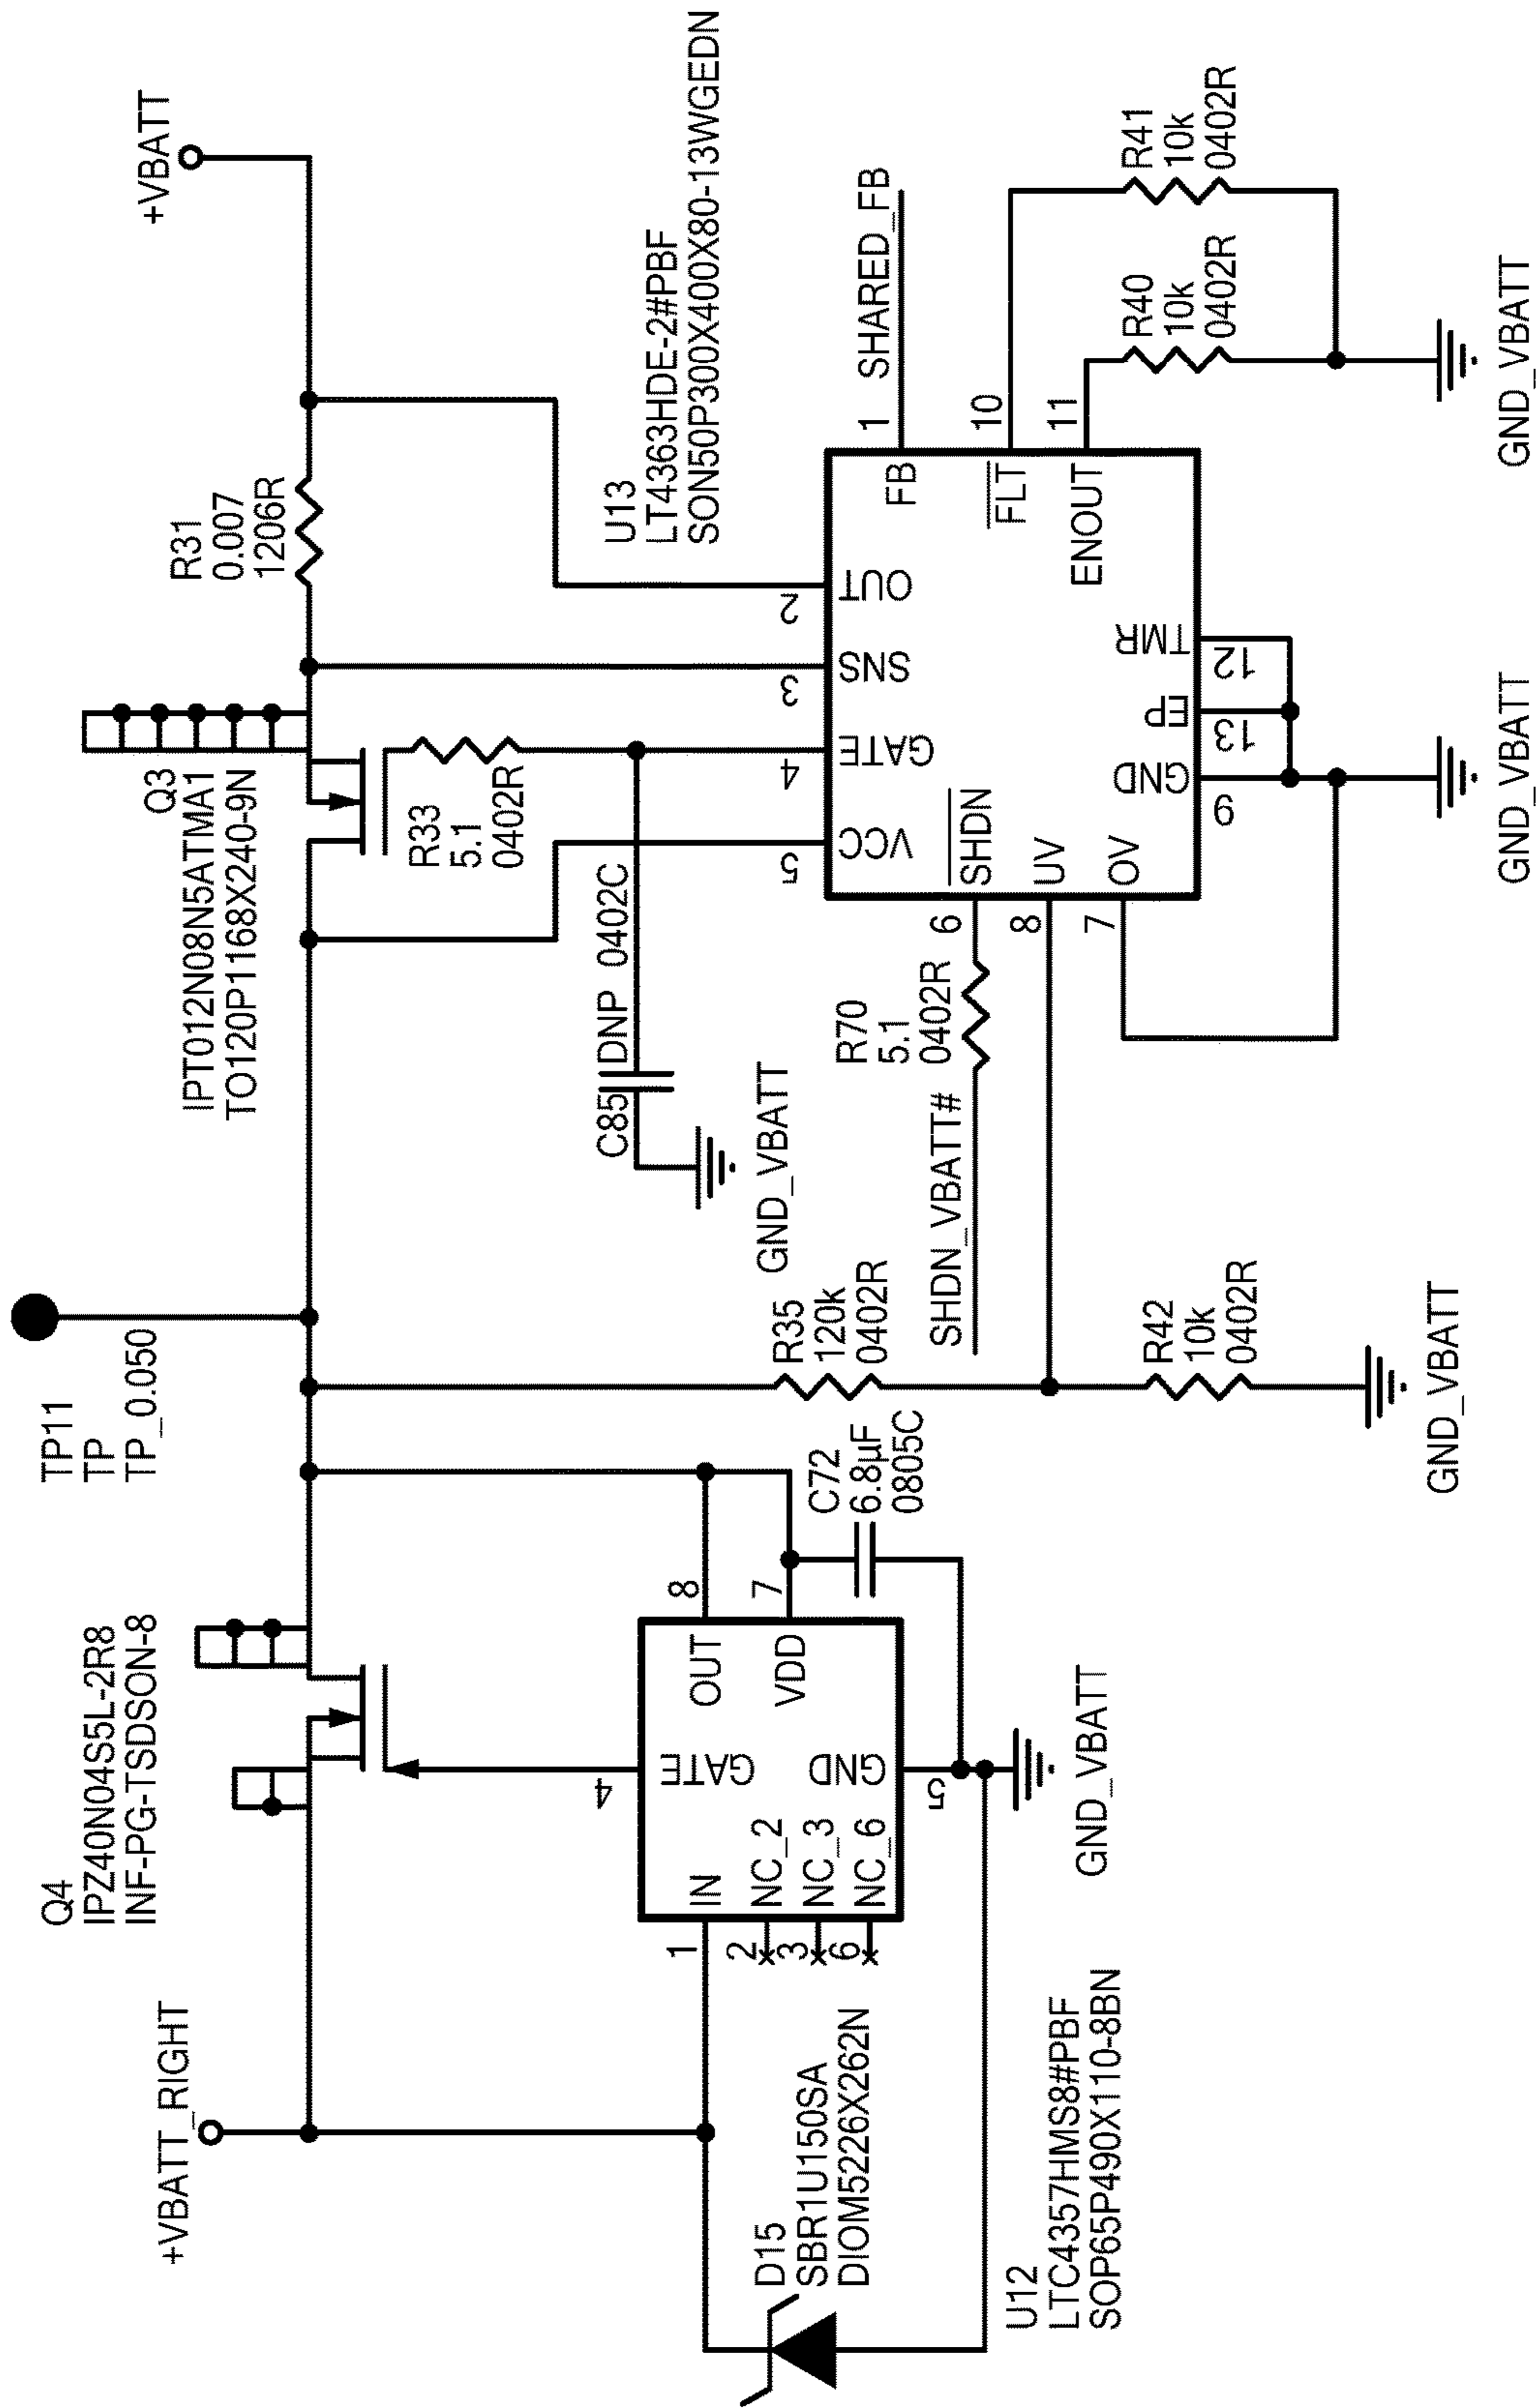 +VBATT_RIGHT
Q4
IPZ40N04S5L-2R8
INF-PG-TSDSON-8
TP11
TP
TP_0.050
Q3
IPT012N08N5ATMA1
TO120P1168X240-9N
R31
0.007
1206R
+VBATT
R33
5.1
0402R
C85
DNP 0402C
GND_VBATT
U13
LT4363HDE-2#PBF
SON50P300X400X80-13WGEDN
5
VCC
4
GATE
3
SNS
2
OUT
FB
1
SHARED_FB
FLT
10
ENOUT
11
R40
10k
0402R
R41
10k
0402R
GND_VBATT
R70
5.1
0402R
SHDN_VBATT#
6
SHDN
8
UV
7
OV
9
GND
13
EP
12
TMR
GND_VBATT
R35
120k
0402R
R42
10k
0402R
GND_VBATT
1
IN
2
NC_2
3
NC_3
6
NC_6
4
GATE
OUT
8
VDD
7
GND
5
C72
6.8µF
0805C
GND_VBATT
D15
SBR1U150SA
DIOM5226X262N
U12
LTC4357HMS8#PBF
SOP65P490X110-8BN